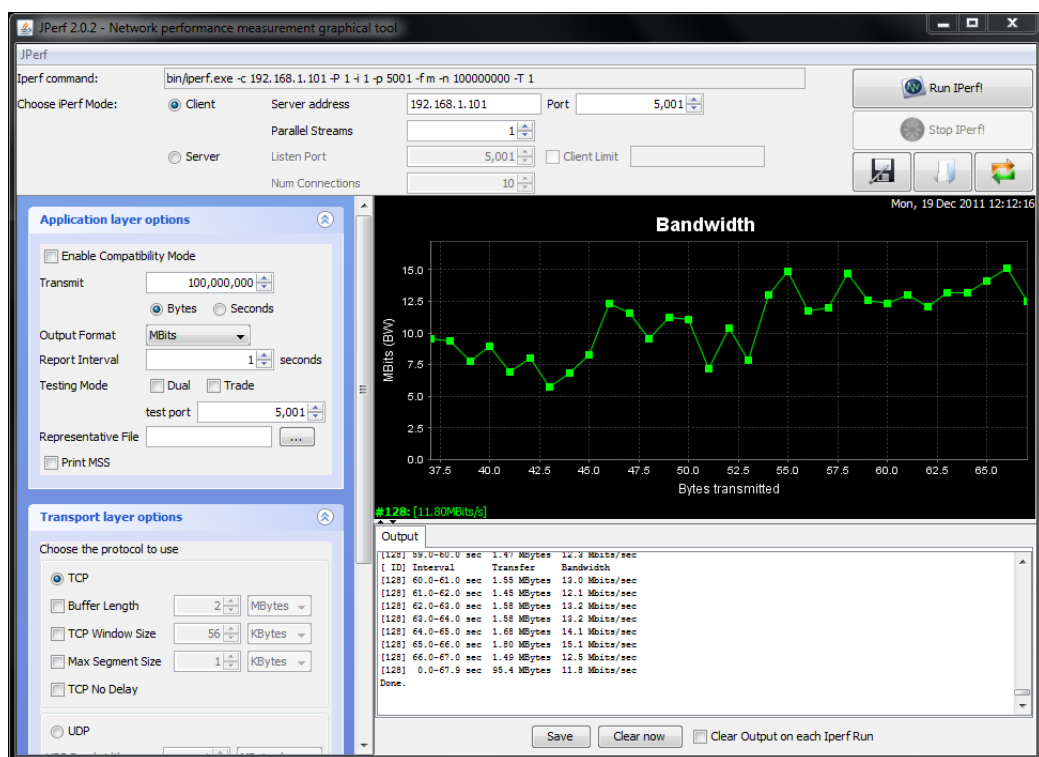 JPerf 2.0.2 - Network performance measurement graphical tool
JPerf
Iperf command: bin/iperf.exe -c 192.168.1.101 -P 1 -i 1 -p 5001 -f m -n 100000000 -T 1
Run IPerf!
Choose iPerf Mode: Client Server address 192.168.1.101 Port 5,001
Parallel Streams 1
Stop IPerf!
Server Listen Port 5,001 Client Limit
Num Connections 10
Application layer options
Enable Compatibility Mode
Transmit 100,000,000
Bytes Seconds
Output Format MBits
Report Interval 1 seconds
Testing Mode Dual Trade
test port 5,001
Representative File ...
Print MSS
Transport layer options
Choose the protocol to use
TCP
Buffer Length 2 MBytes
TCP Window Size 56 KBytes
Max Segment Size 1 KBytes
TCP No Delay
UDP
Mon, 19 Dec 2011 12:12:16
Bandwidth
MBits (BW)
15.0
12.5
10.0
7.5
5.0
2.5
0.0
37.5 40.0 42.5 45.0 47.5 50.0 52.5 55.0 57.5 60.0 62.5 65.0
Bytes transmitted
#128: [11.80MBits/s]
Output
[128] 59.0-60.0 sec 1.47 MBytes 12.3 Mbits/sec
[ ID] Interval Transfer Bandwidth
[128] 60.0-61.0 sec 1.55 MBytes 13.0 Mbits/sec
[128] 61.0-62.0 sec 1.45 MBytes 12.1 Mbits/sec
[128] 62.0-63.0 sec 1.58 MBytes 13.2 Mbits/sec
[128] 63.0-64.0 sec 1.58 MBytes 13.2 Mbits/sec
[128] 64.0-65.0 sec 1.68 MBytes 14.1 Mbits/sec
[128] 65.0-66.0 sec 1.80 MBytes 15.1 Mbits/sec
[128] 66.0-67.0 sec 1.49 MBytes 12.5 Mbits/sec
[128] 0.0-67.9 sec 95.4 MBytes 11.8 Mbits/sec
Done.
Save Clear now Clear Output on each Iperf Run